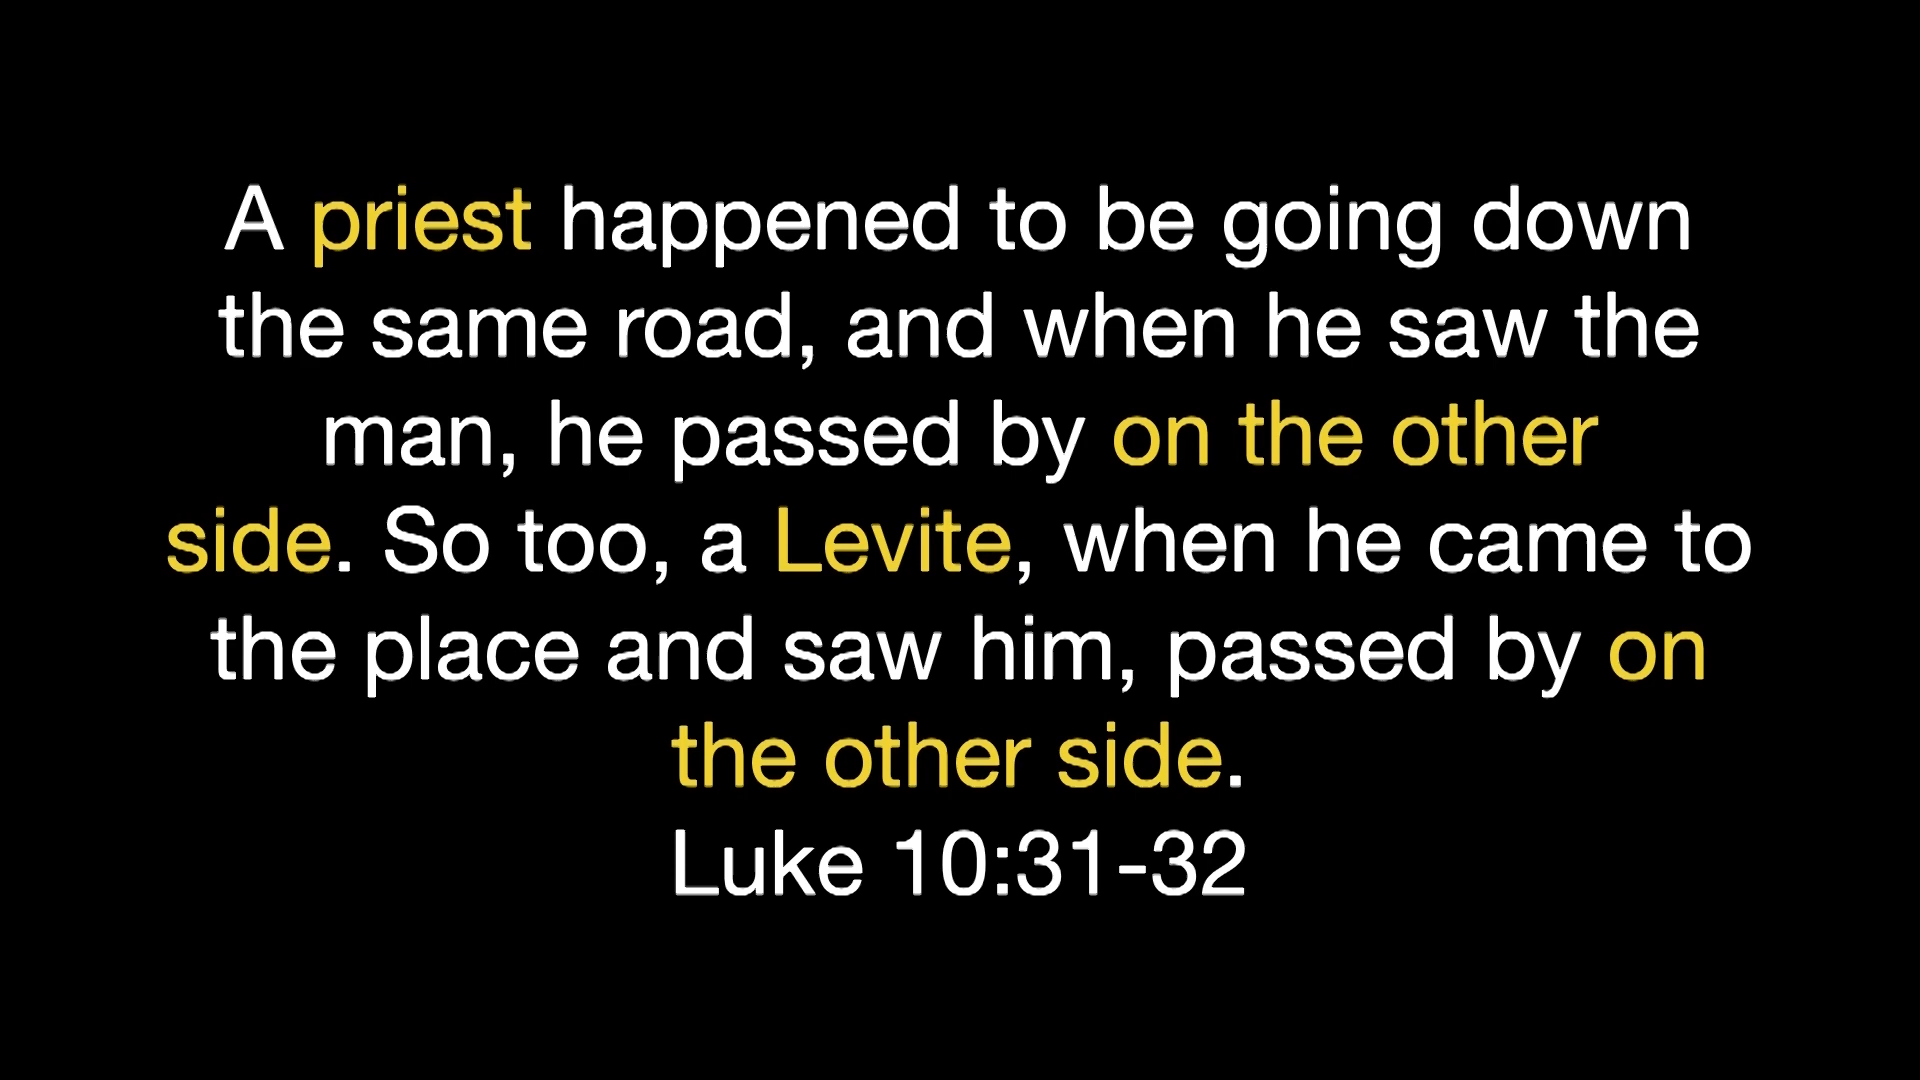 A priest happened to be going down
the same road, and when he saw the
man, he passed by on the other
side. So too, a Levite, when he came to
the place and saw him, passed by on
the other side.
Luke 10:31-32